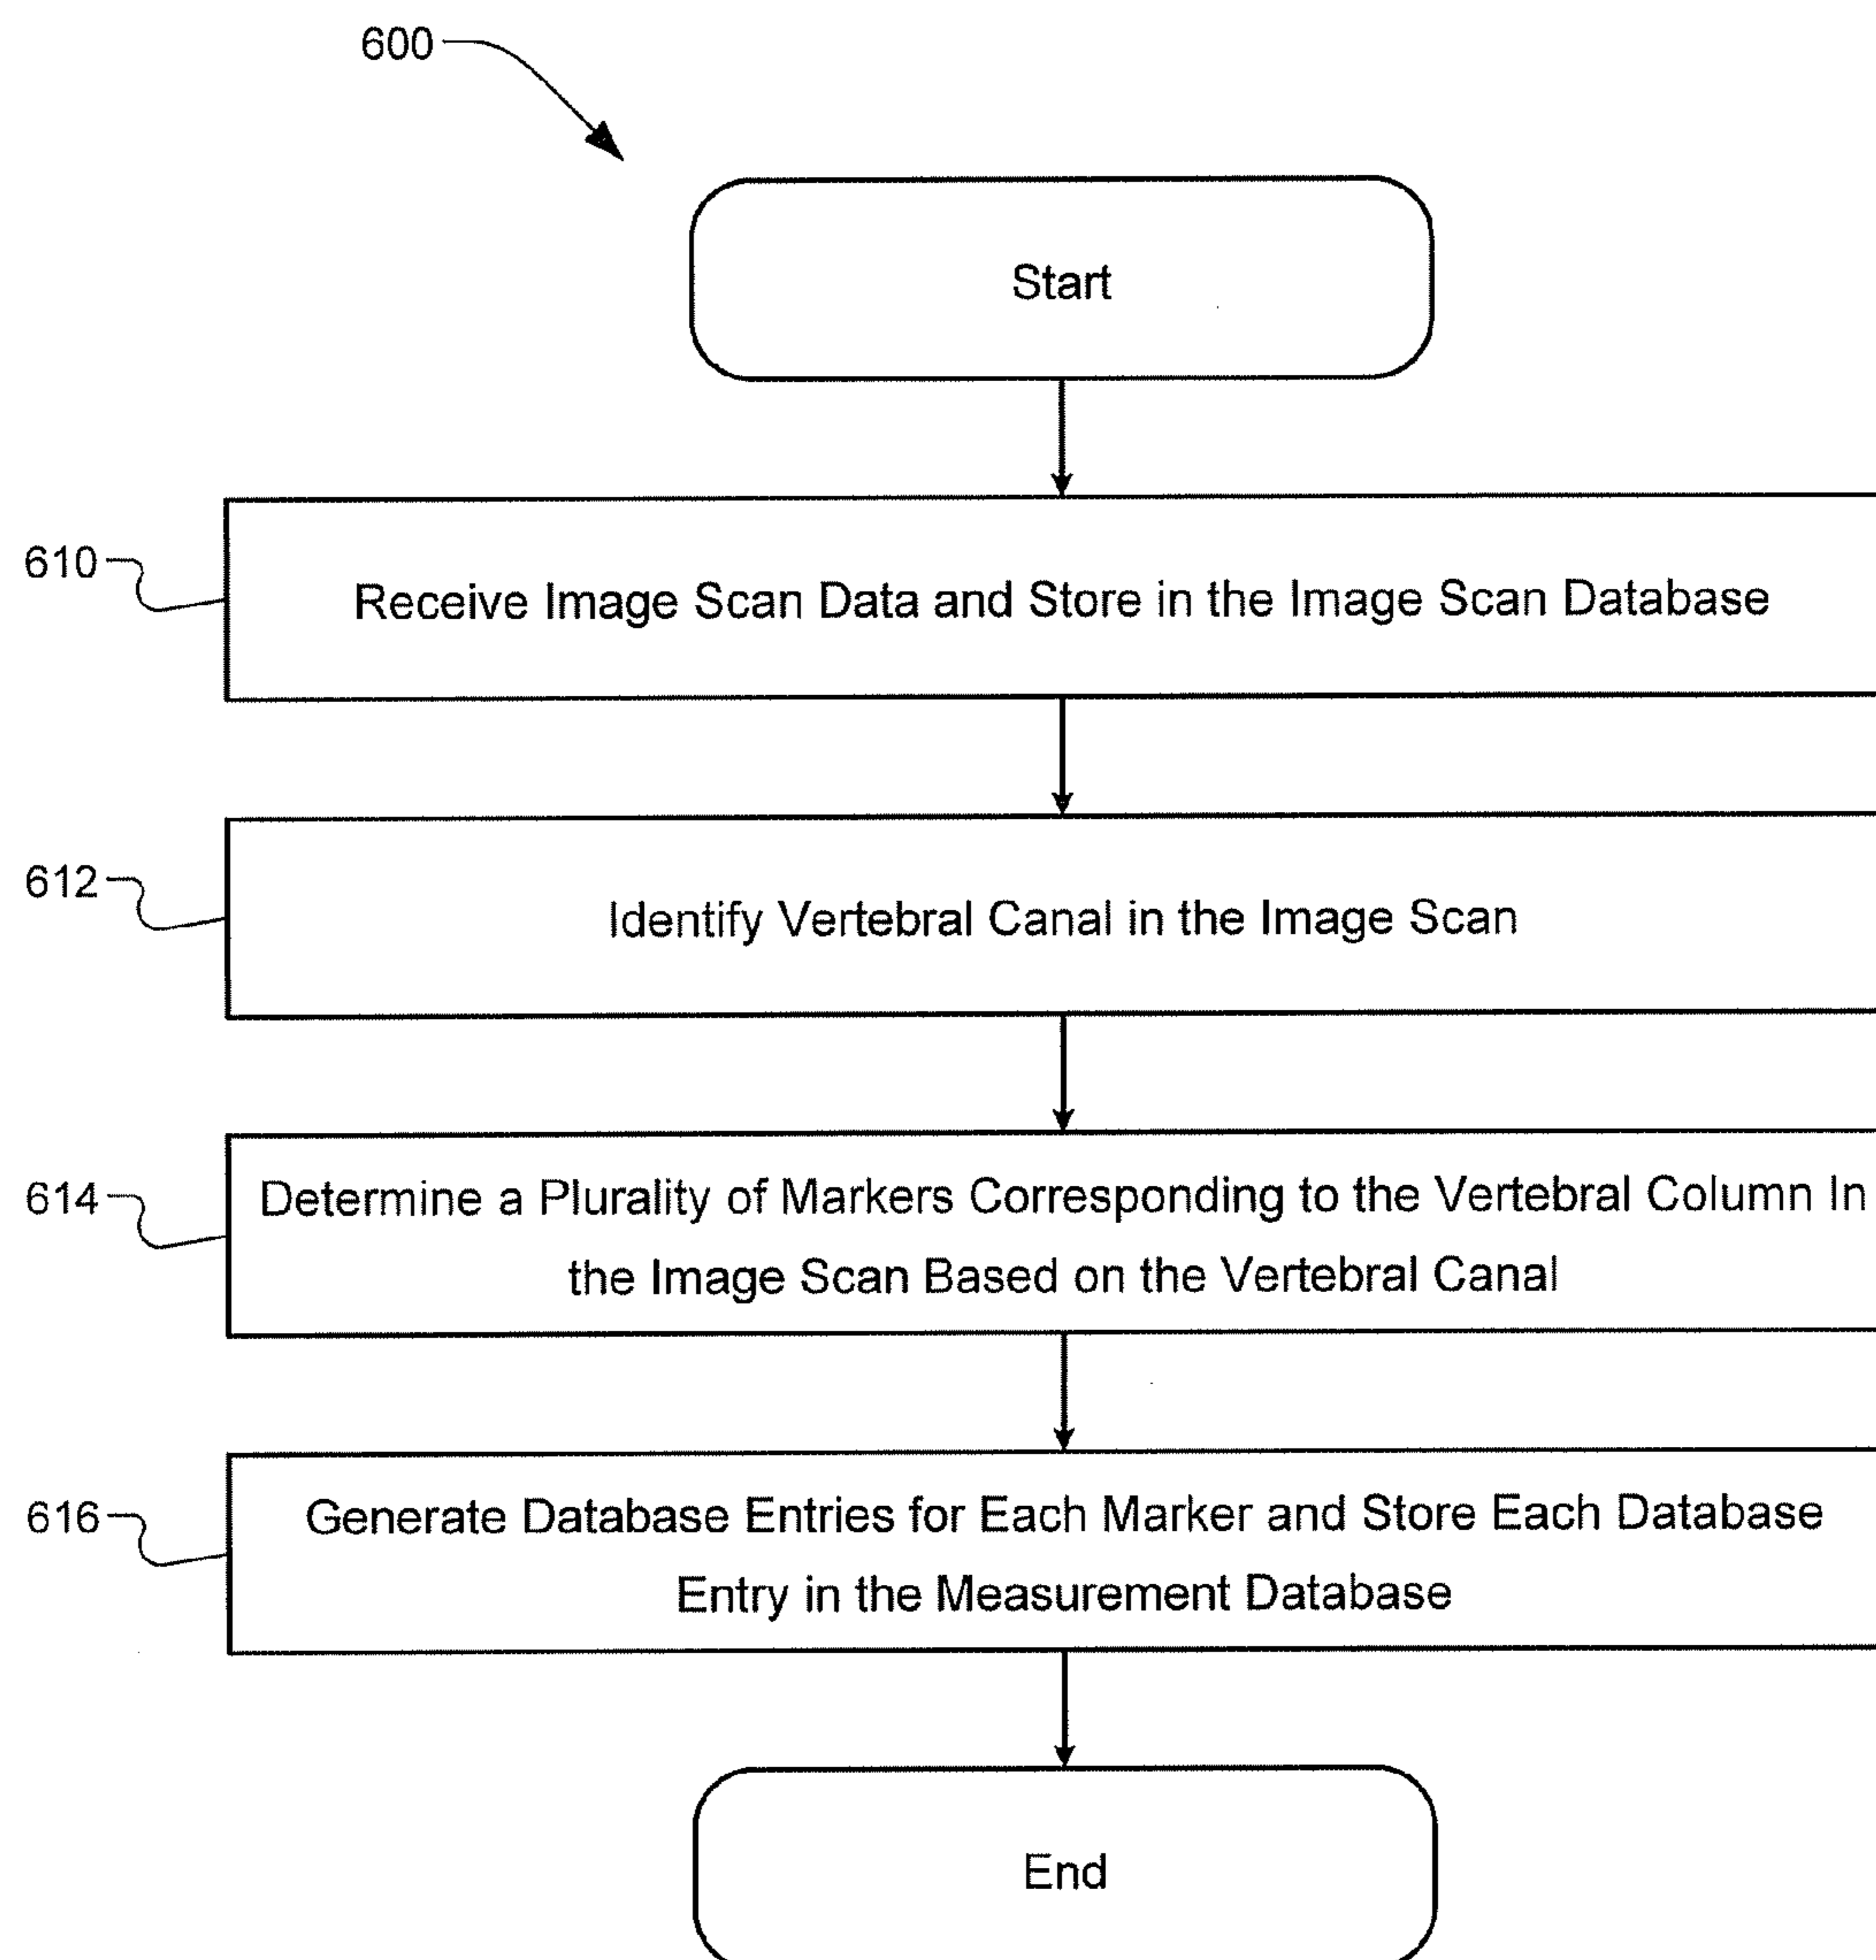 600
Start
610
Receive Image Scan Data and Store in the Image Scan Database
612
Identify Vertebral Canal in the Image Scan
614
Determine a Plurality of Markers Corresponding to the Vertebral Column In
the Image Scan Based on the Vertebral Canal
616
Generate Database Entries for Each Marker and Store Each Database
Entry in the Measurement Database
End